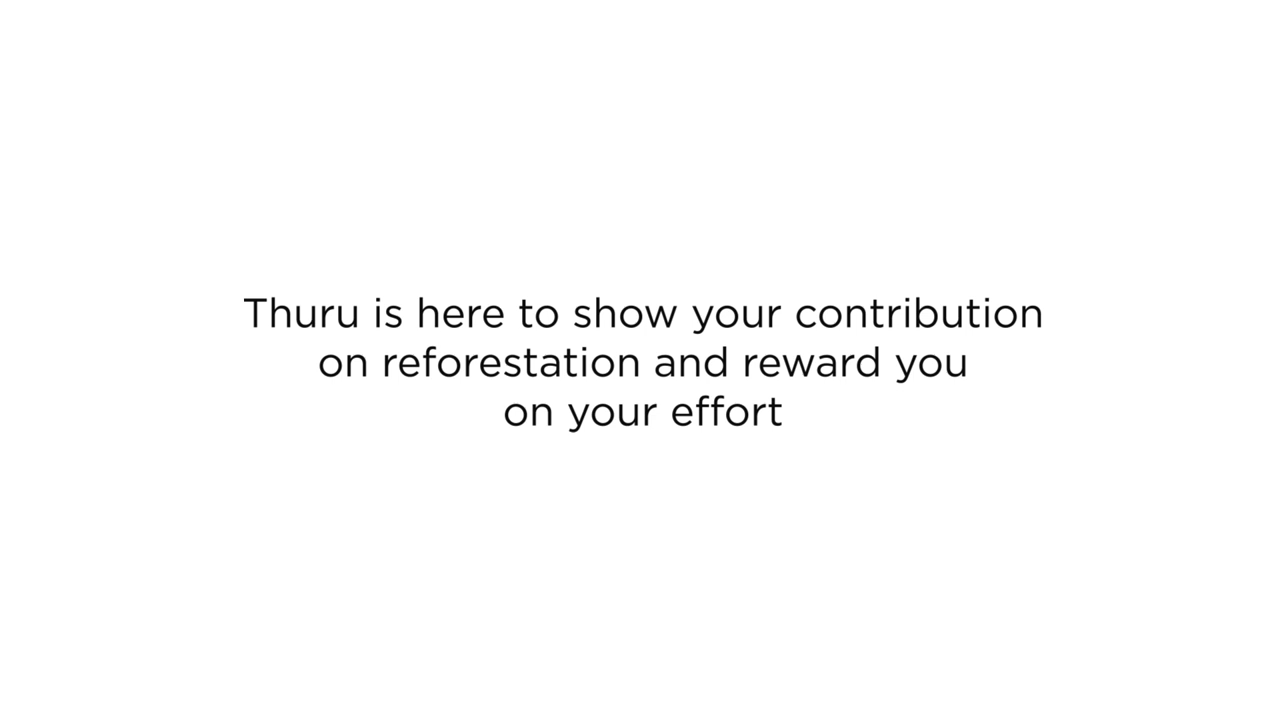 Thuru is here to show your contribution
on reforestation and reward you
on your effort